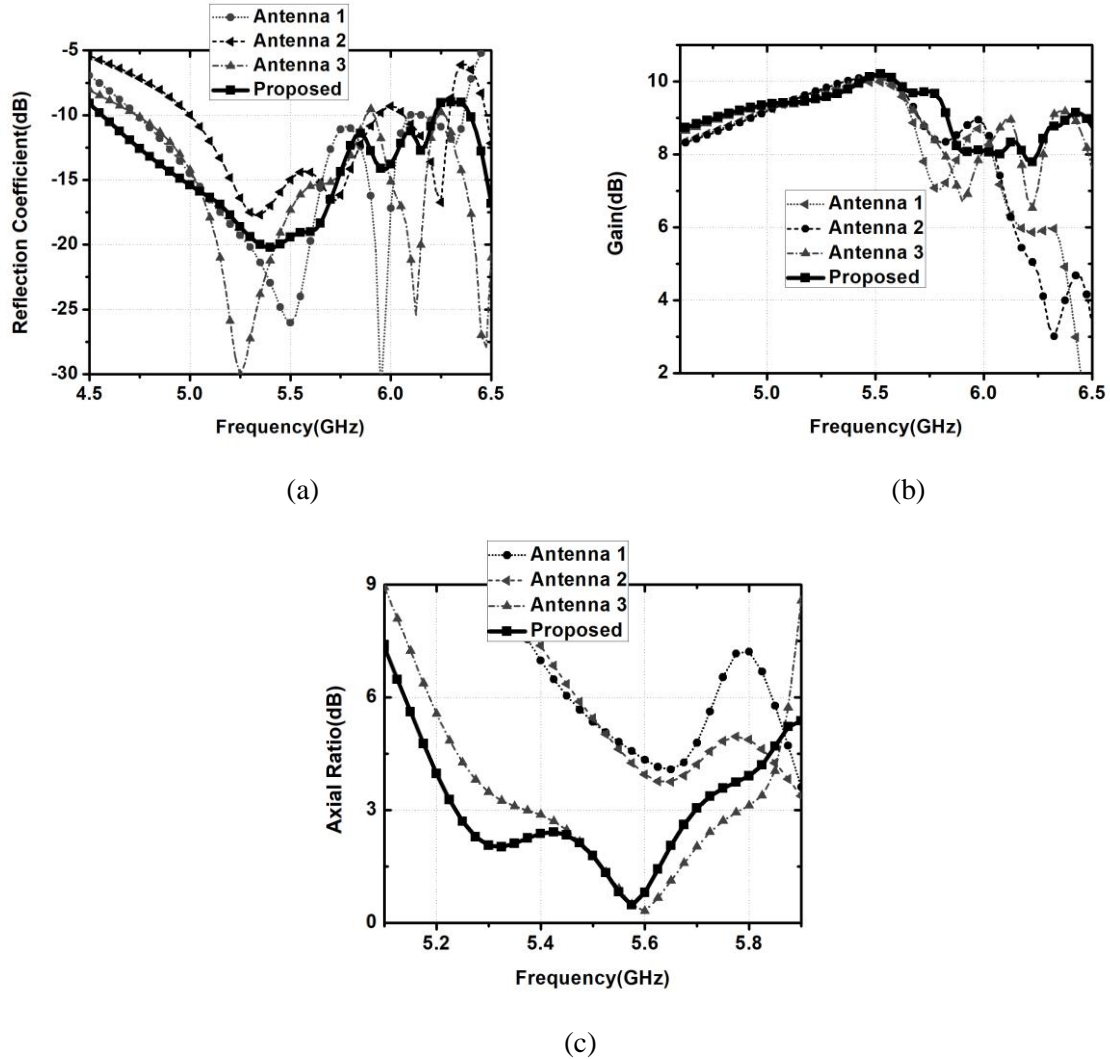 Antenna 1
Antenna 2
Antenna 3
Proposed
-5
-10
-15
-20
-25
-30
Reflection Coefficient(dB)
4.5 5.0 5.5 6.0 6.5
Frequency(GHz)
(a)
10
8
6
4
2
Gain(dB)
Antenna 1
Antenna 2
Antenna 3
Proposed
5.0 5.5 6.0 6.5
Frequency(GHz)
(b)
Antenna 1
Antenna 2
Antenna 3
Proposed
9
6
3
0
Axial Ratio(dB)
5.2 5.4 5.6 5.8
Frequency(GHz)
(c)